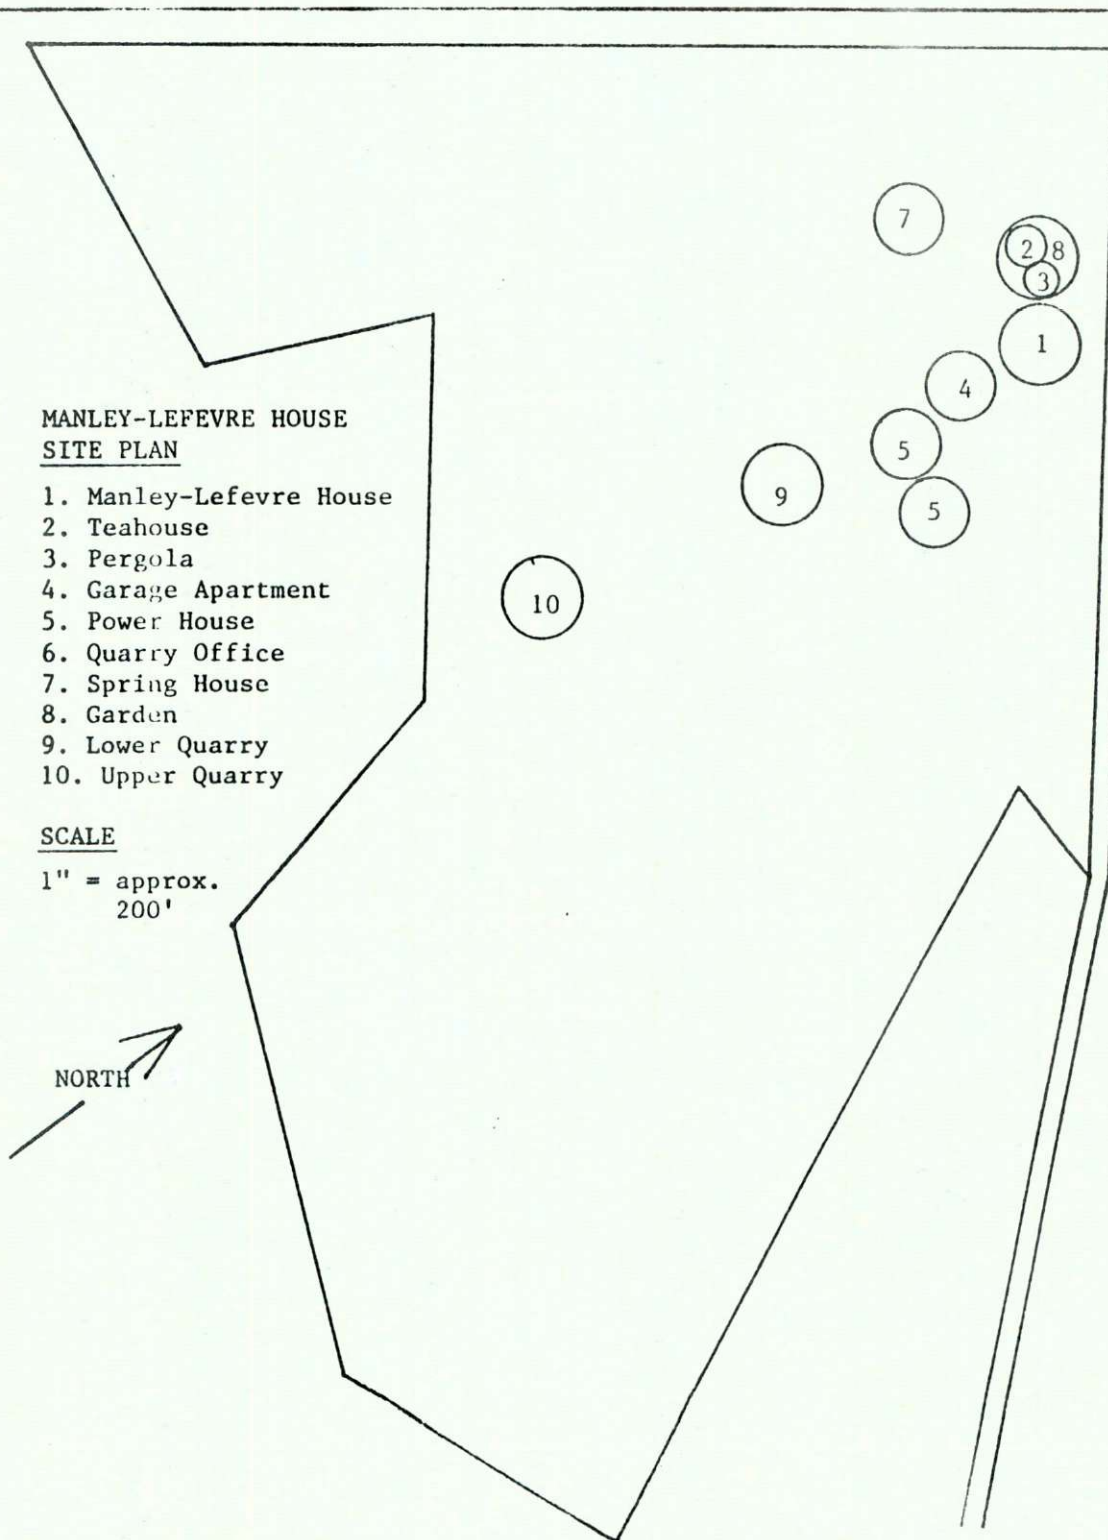 7
2 8
3
1
4
5
9
5
10
MANLEY-LEFEVRE HOUSE
SITE PLAN
1. Manley-Lefevre House
2. Teahouse
3. Pergola
4. Garage Apartment
5. Power House
6. Quarry Office
7. Spring House
8. Garden
9. Lower Quarry
10. Upper Quarry
SCALE
1" = approx.
200'
NORTH